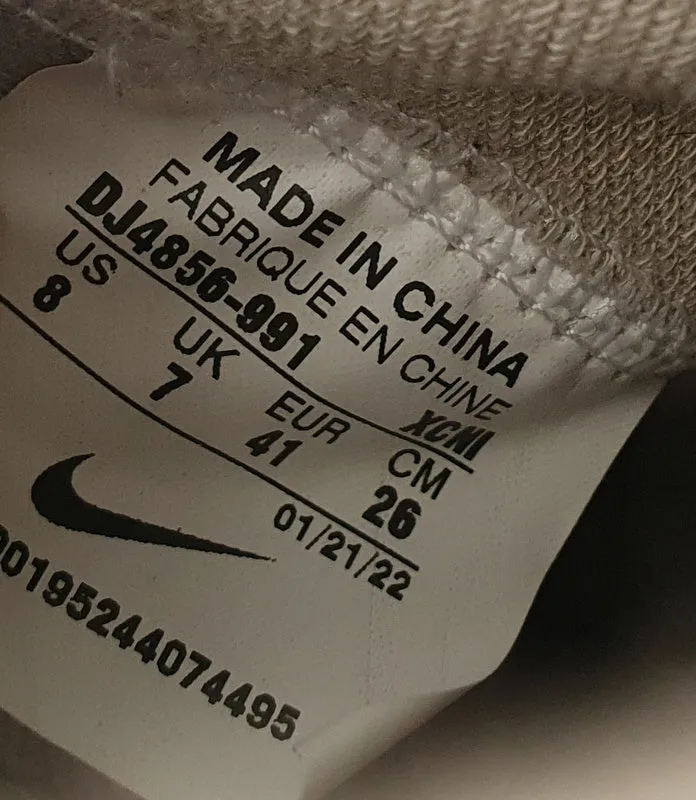 MADE IN CHINA
FABRIQUE EN CHINE
DJ4856-991 XCNI
US UK EUR CM
8 7 41 26
01/21/22
00195244074495